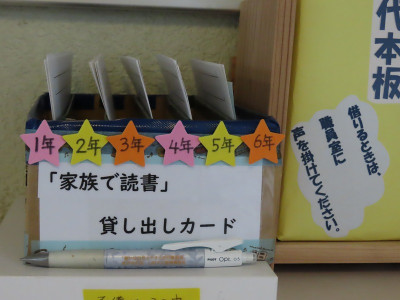 1年 2年 3年 4年 5年 6年
「家族で読書」
貸し出しカード
代本板
借りるときは、
職員室に
声を掛けてください。